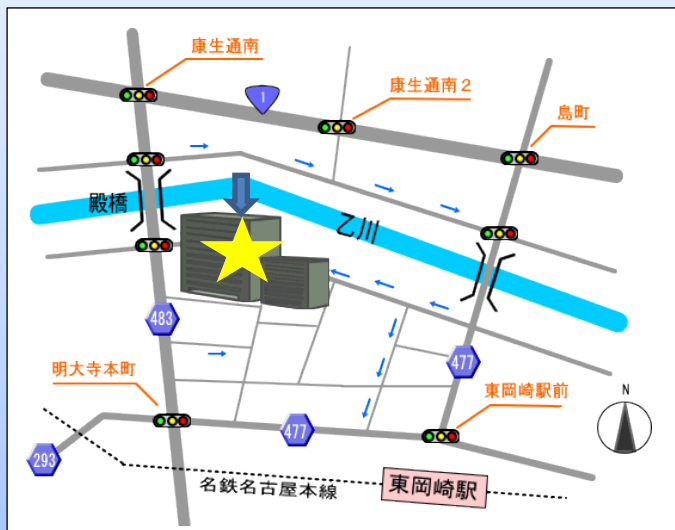 康生通南
康生通南２
1
島町
殿橋
乙川
483
477
明大寺本町
東岡崎駅前
N
477
293
名鉄名古屋本線
東岡崎駅